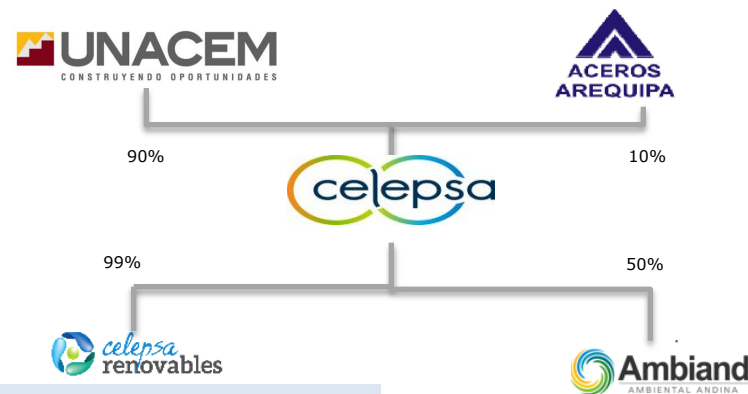 UNACEM
CONSTRUYENDO OPORTUNIDADES
ACEROS
AREQUIPA
90%
10%
celepsa
99%
50%
celepsa
renovables
Ambiand
AMBIENTAL ANDINA